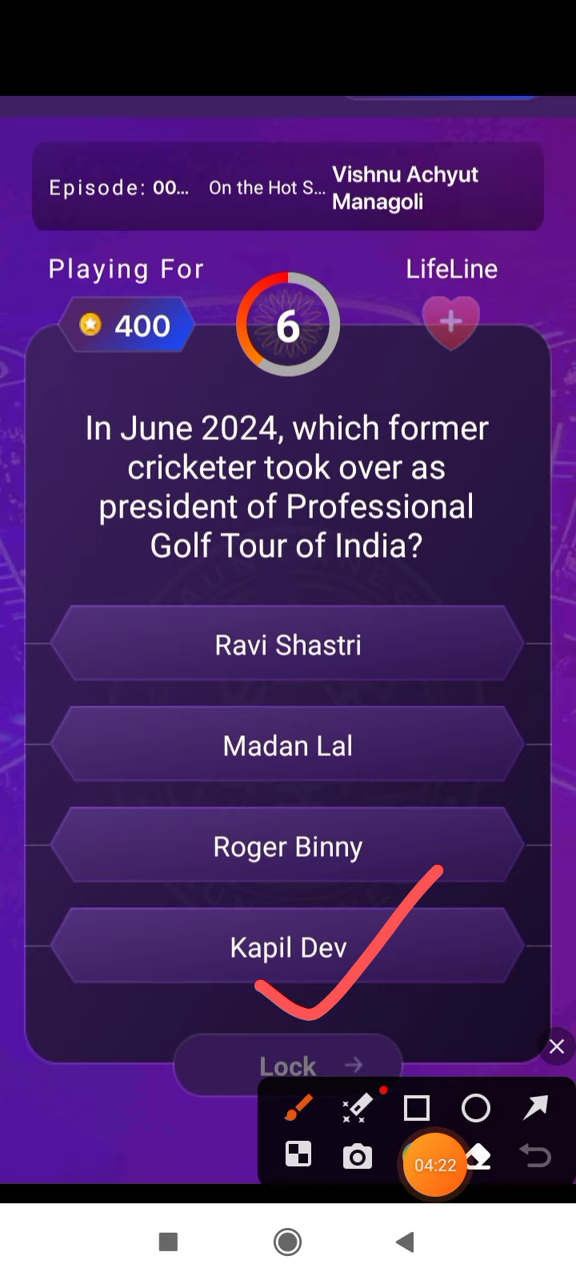 Episode: 00... On the Hot S... Vishnu Achyut
Managoli
Playing For
LifeLine
400
6
In June 2024, which former
cricketer took over as
president of Professional
Golf Tour of India?
Ravi Shastri
Madan Lal
Roger Binny
Kapil Dev
Lock
04:22